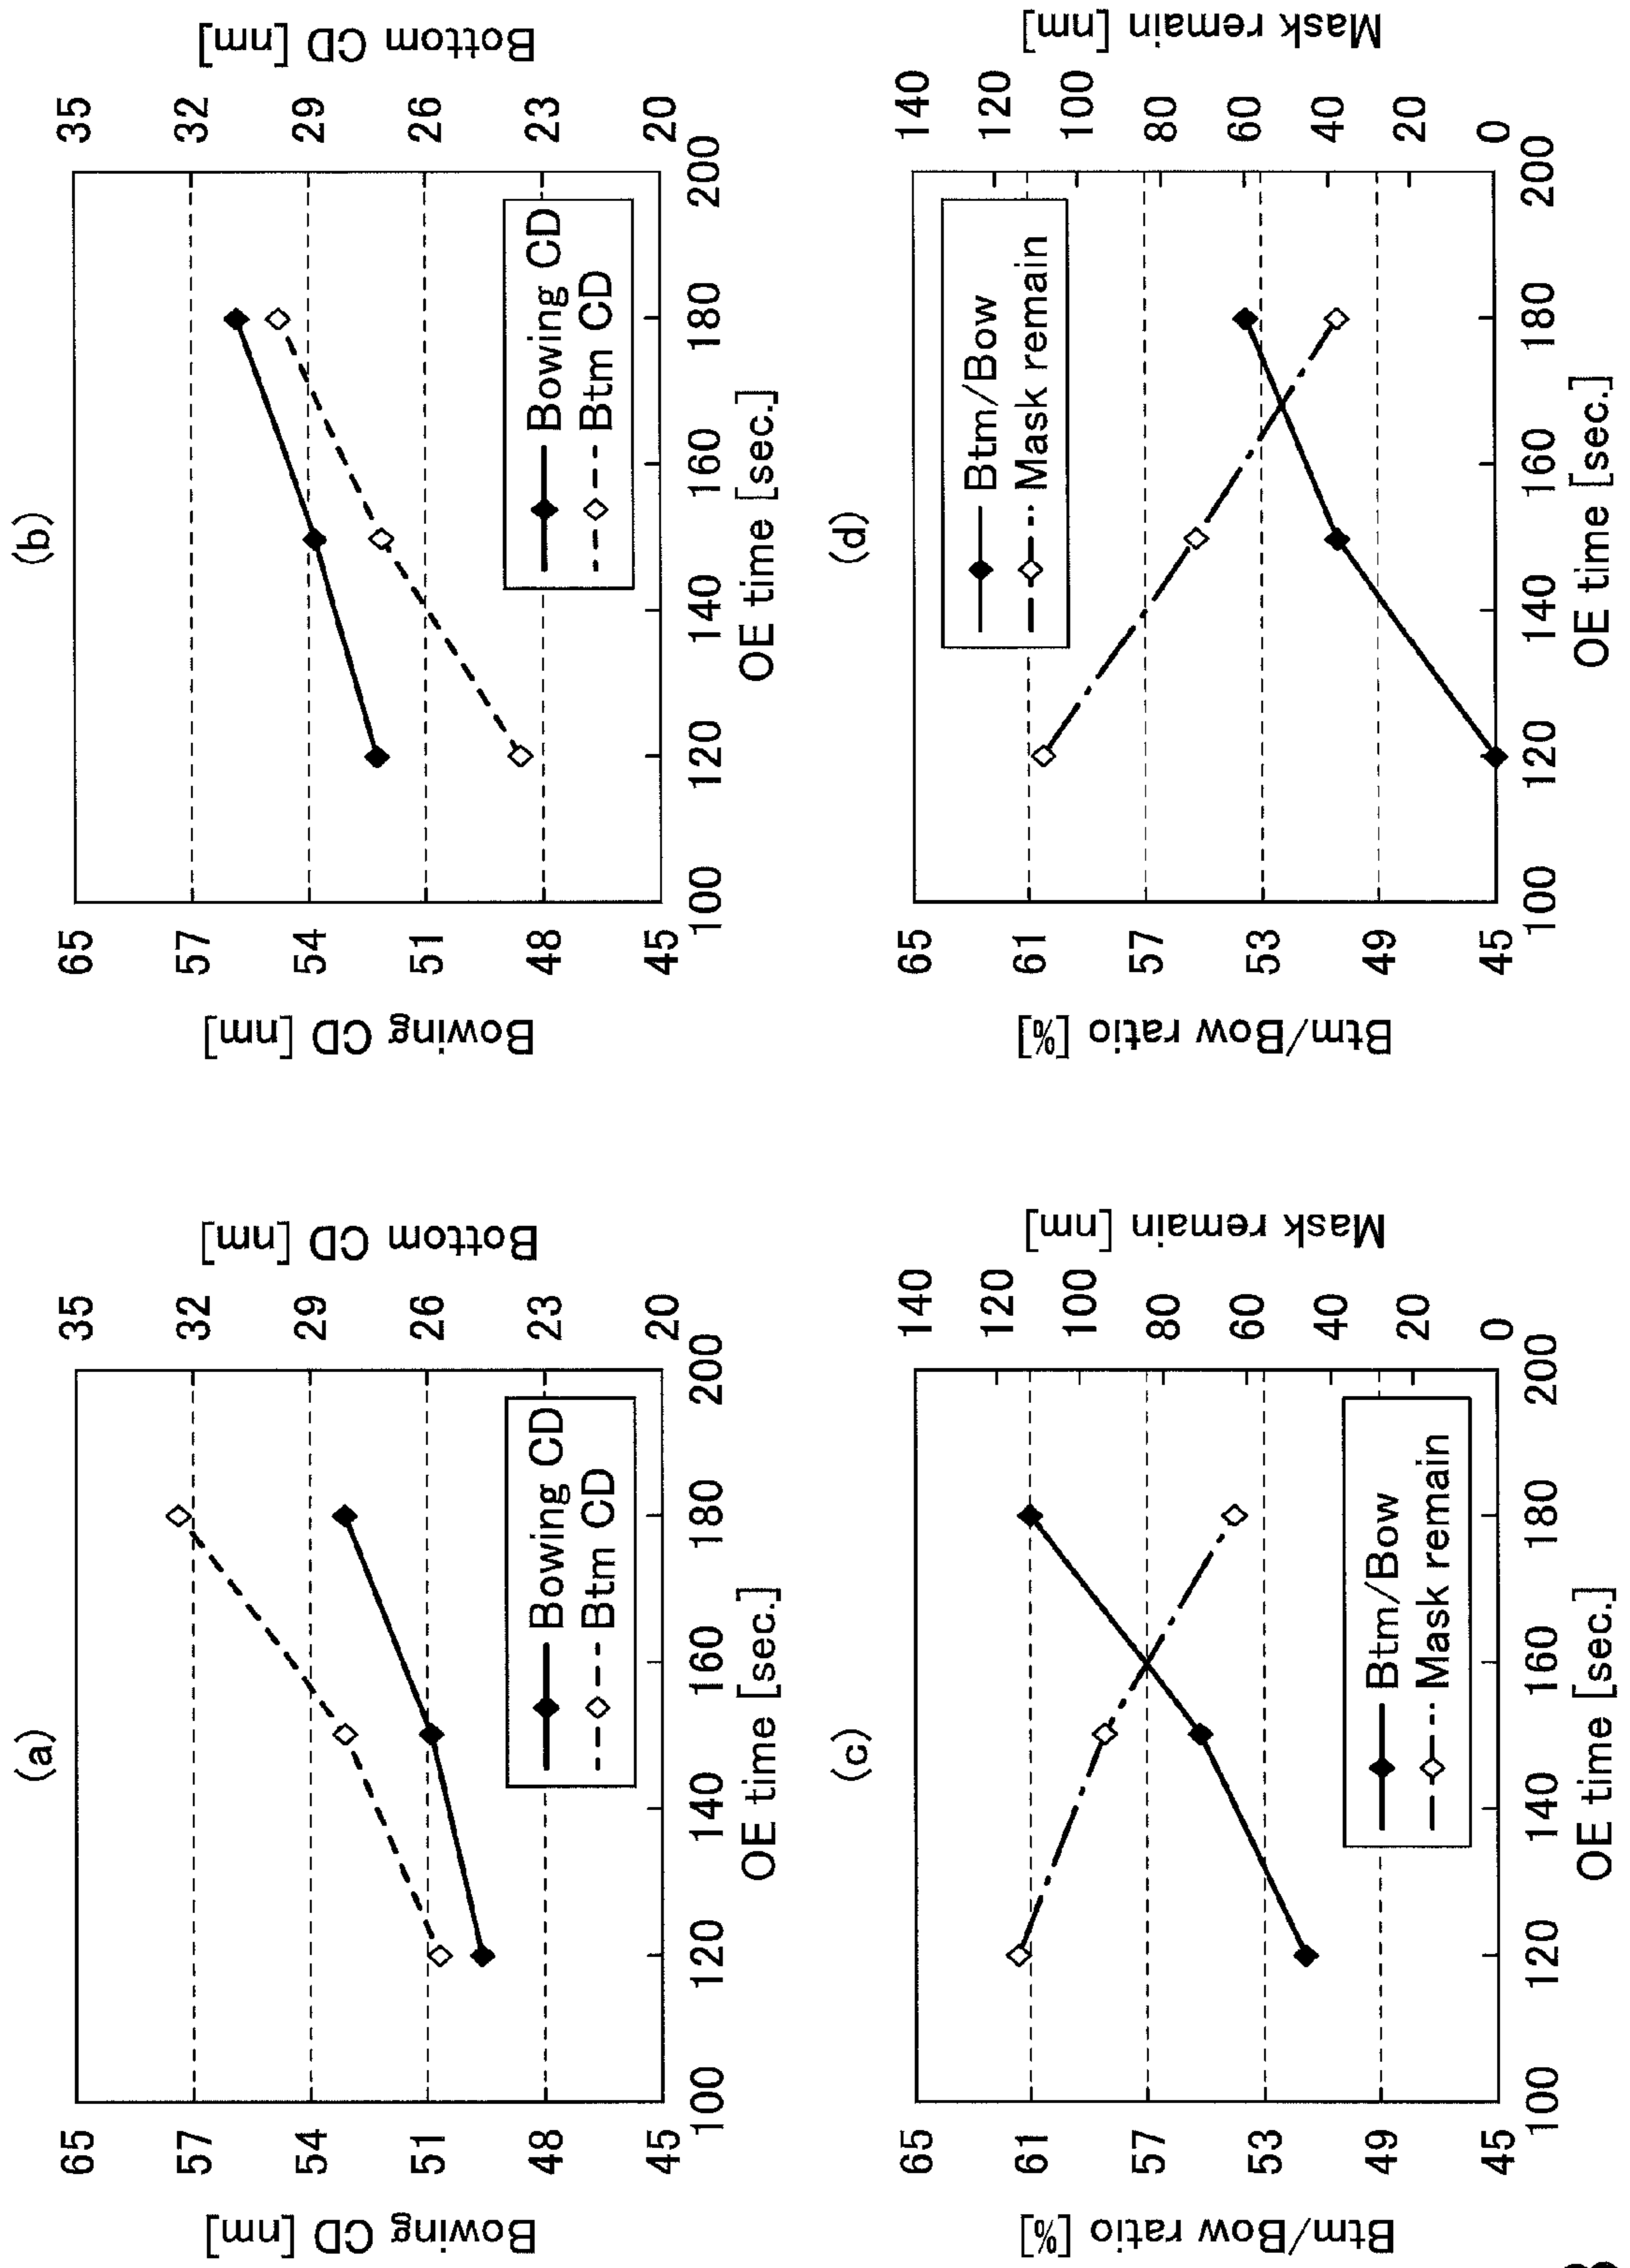 (a)
Bowing CD [nm]
65
57
54
51
48
45
100 120 140 160 180 200
OE time [sec.]
35
32
29
26
23
20
Bottom CD [nm]
Bowing CD
Btm CD
(b)
Bowing CD [nm]
65
57
54
51
48
45
100 120 140 160 180 200
OE time [sec.]
35
32
29
26
23
20
Bottom CD [nm]
Bowing CD
Btm CD
(c)
Btm/Bow ratio [%]
65
61
57
53
49
45
100 120 140 160 180 200
OE time [sec.]
140
120
100
80
60
40
20
0
Mask remain [nm]
Btm/Bow
Mask remain
(d)
Btm/Bow ratio [%]
65
61
57
53
49
45
100 120 140 160 180 200
OE time [sec.]
140
120
100
80
60
40
20
0
Mask remain [nm]
Btm/Bow
Mask remain